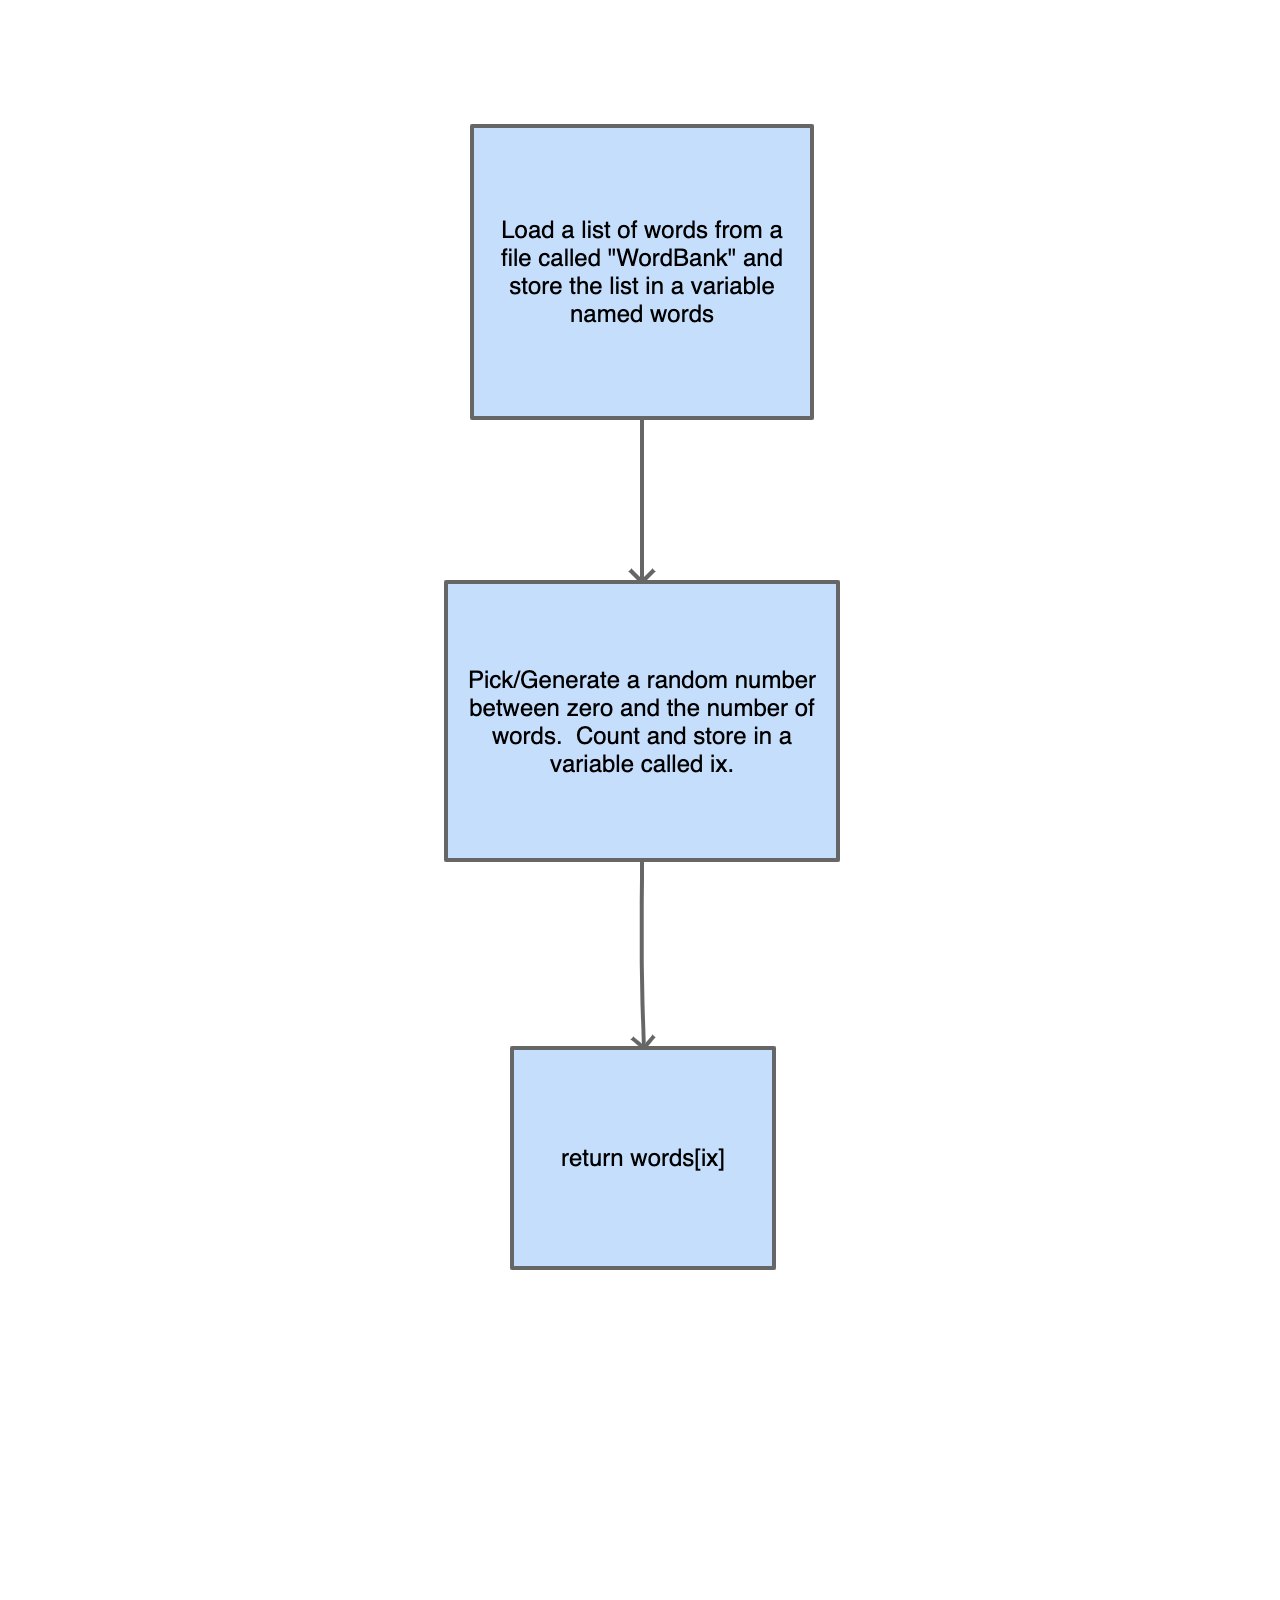 Load a list of words from a
file called "WordBank" and
store the list in a variable
named words
Pick/Generate a random number
between zero and the number of
words.  Count and store in a
variable called ix.
return words[ix]